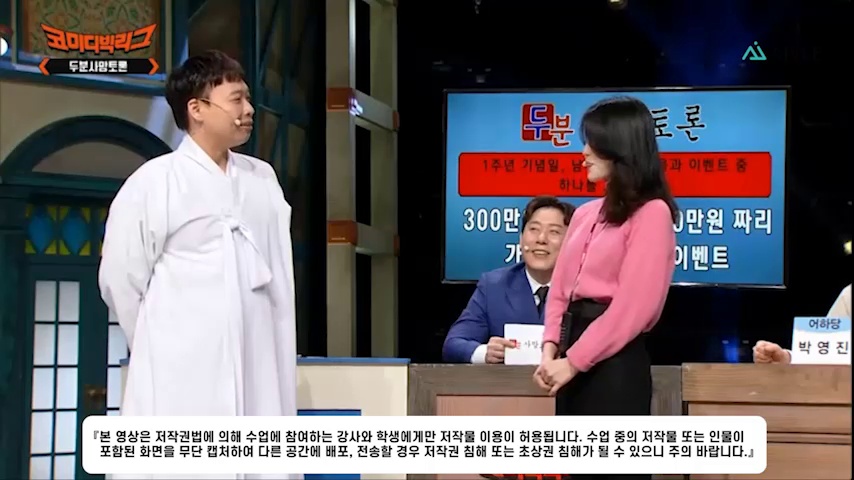 코미디빅리그
두분사망토론
두분 토론
1주년 기념일, 과 이벤트 중
하나를
300만 만원 짜리
가 이벤트
어하당
박영진
『본 영상은 저작권법에 의해 수업에 참여하는 강사와 학생에게만 저작물 이용이 허용됩니다. 수업 중의 저작물 또는 인물이
포함된 화면을 무단 캡처하여 다른 공간에 배포, 전송할 경우 저작권 침해 또는 초상권 침해가 될 수 있으니 주의 바랍니다.』